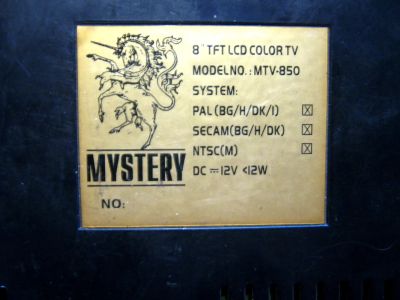 8" TFT LCD COLOR TV
MODEL NO.: MTV-850
SYSTEM:
PAL(BG/H/DK/I) ☒
SECAM(BG/H/DK) ☒
NTSC(M) ☒
DC ⎓12V <12W
MYSTERY
NO: